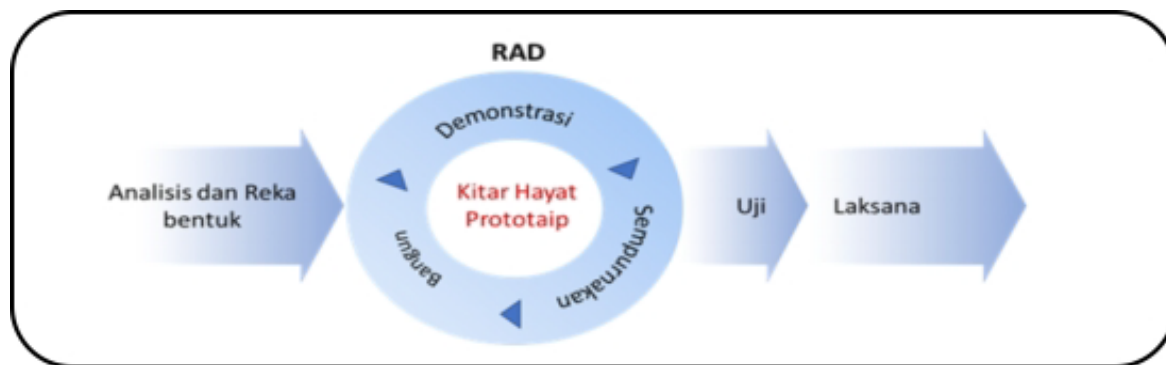 RAD
Analisis dan Reka
bentuk
Demonstrasi
Sempurnakan
Bangun
Kitar Hayat
Prototaip
Uji
Laksana